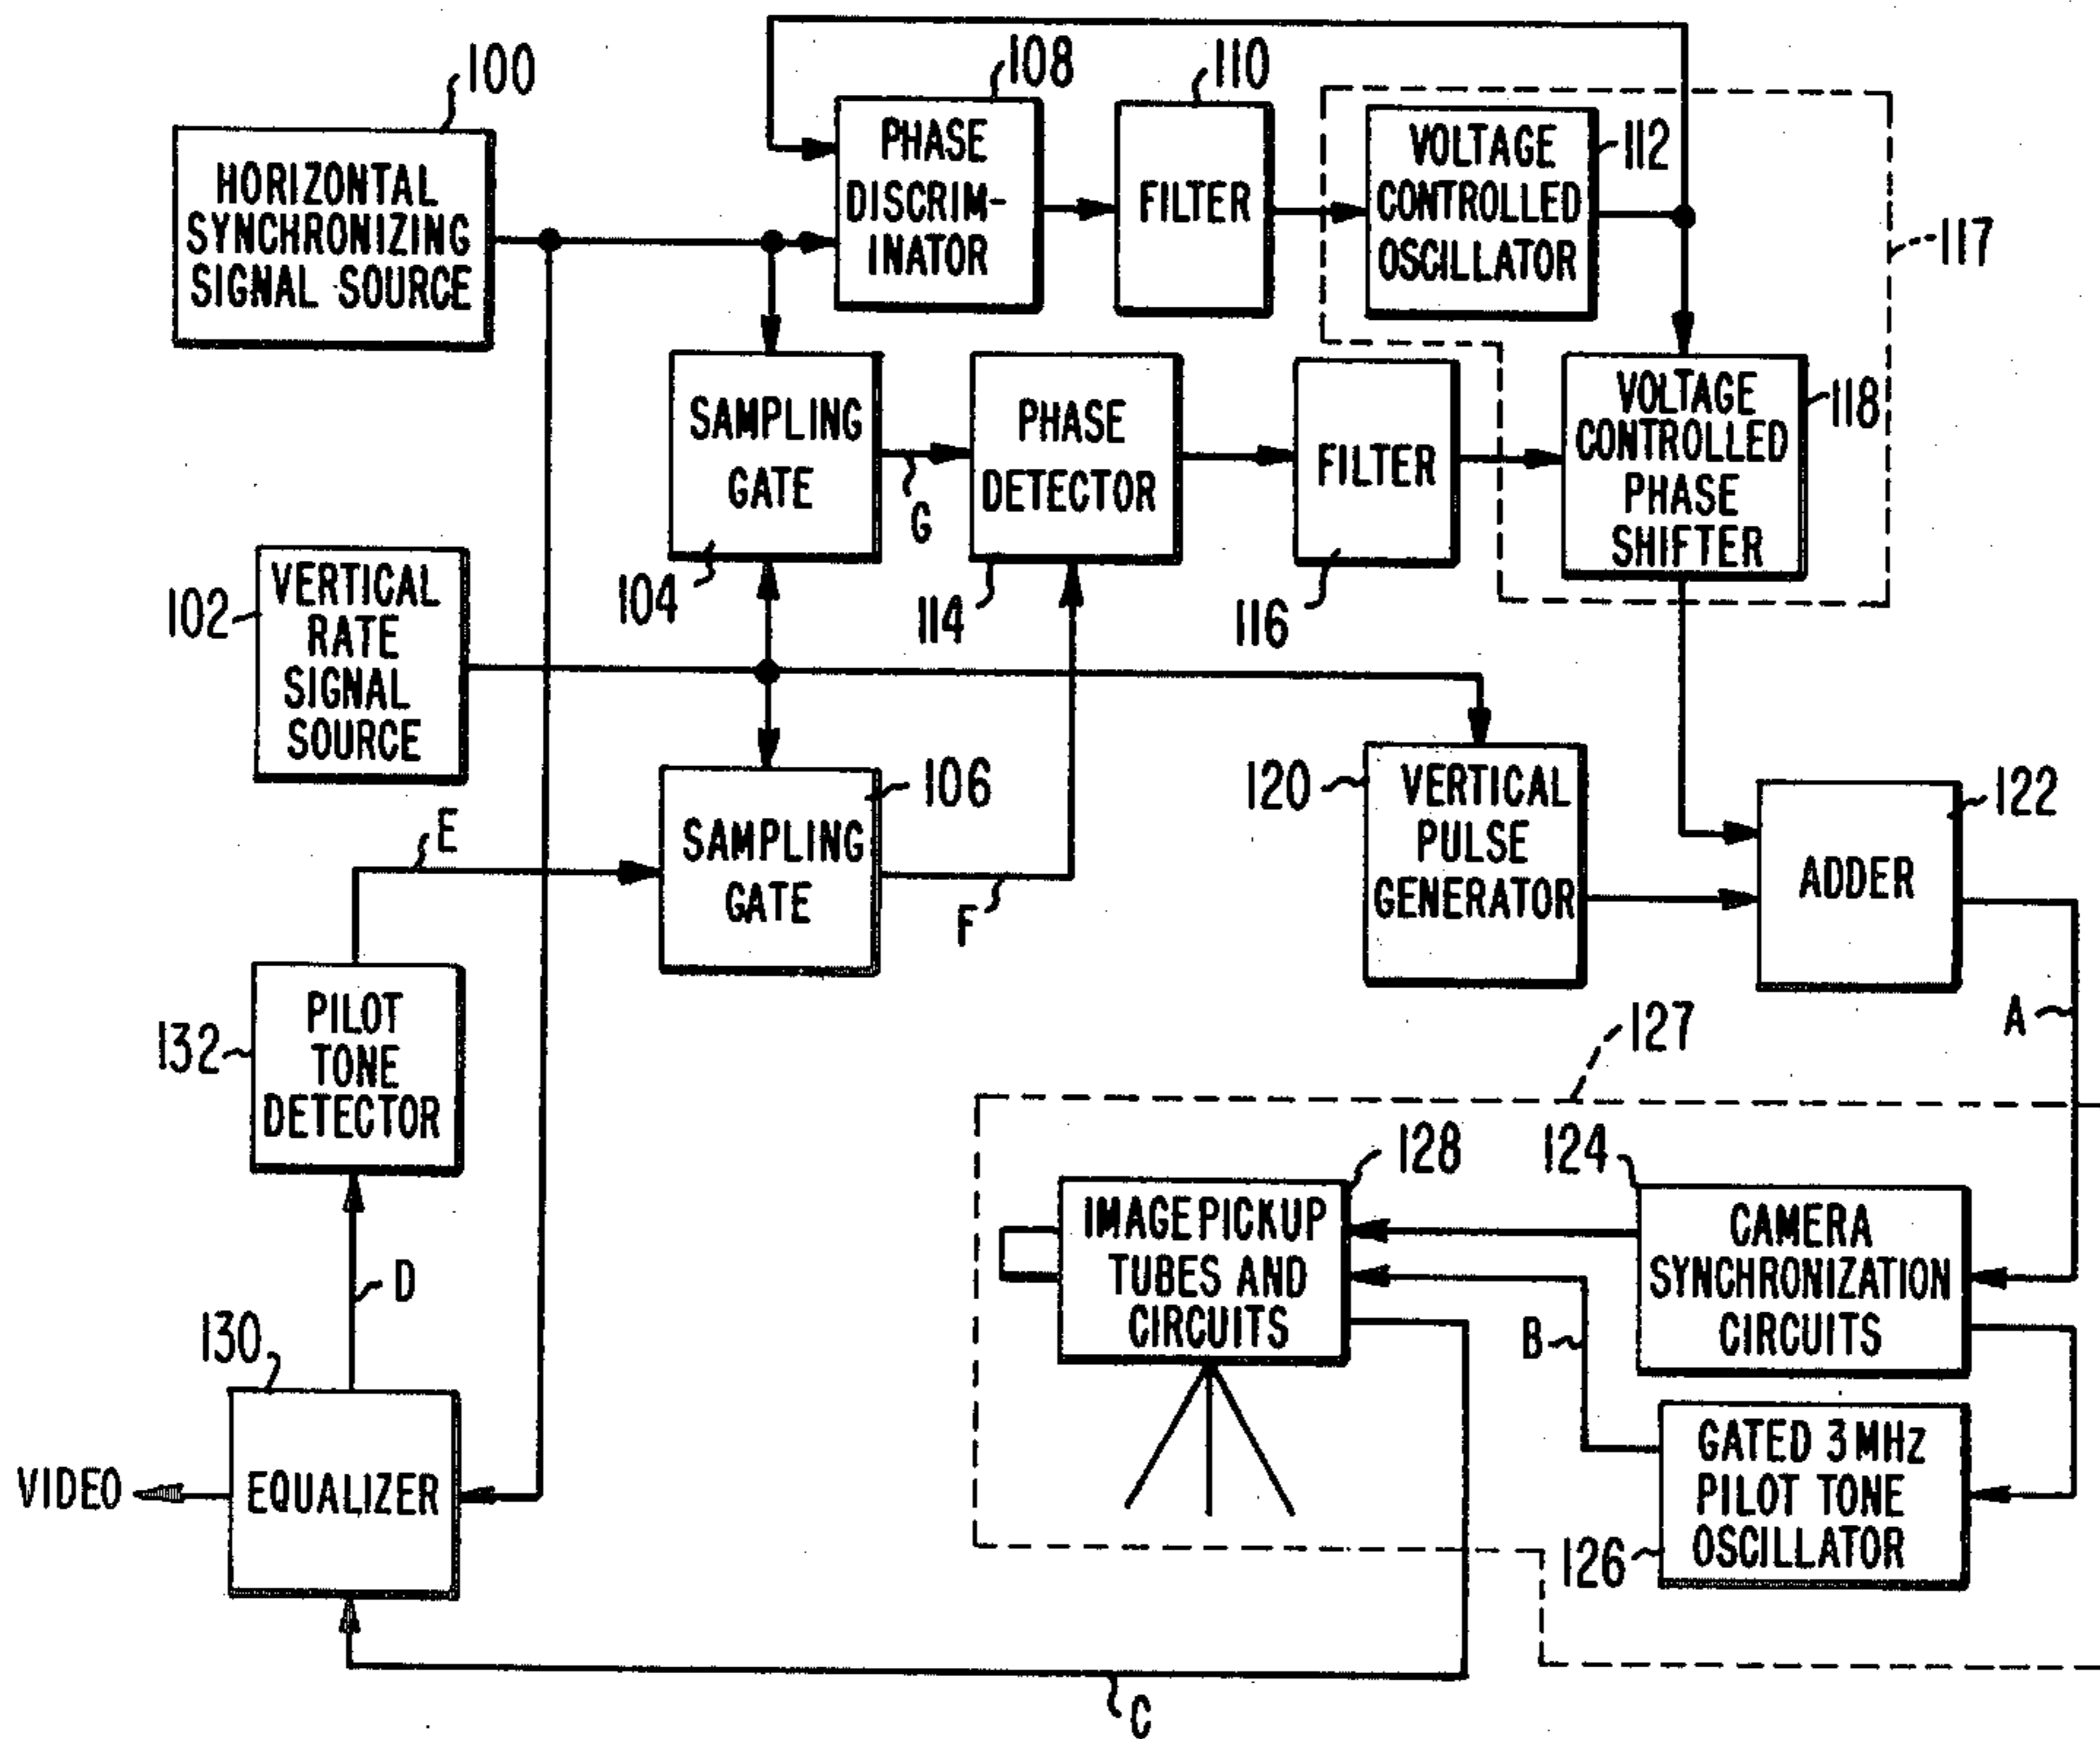 100
HORIZONTAL
SYNCHRONIZING
SIGNAL SOURCE
108
PHASE
DISCRIM-
INATOR
110
FILTER
VOLTAGE
CONTROLLED
OSCILLATOR
112
117
SAMPLING
GATE
104
G
PHASE
DETECTOR
114
FILTER
116
VOLTAGE
CONTROLLED
PHASE
SHIFTER
118
102
VERTICAL
RATE
SIGNAL
SOURCE
106
SAMPLING
GATE
E
F
120
VERTICAL
PULSE
GENERATOR
122
ADDER
A
132
PILOT
TONE
DETECTOR
127
128
IMAGE PICKUP
TUBES AND
CIRCUITS
124
CAMERA
SYNCHRONIZATION
CIRCUITS
B
D
130
EQUALIZER
VIDEO
GATED 3 MHz
PILOT TONE
OSCILLATOR
126
C